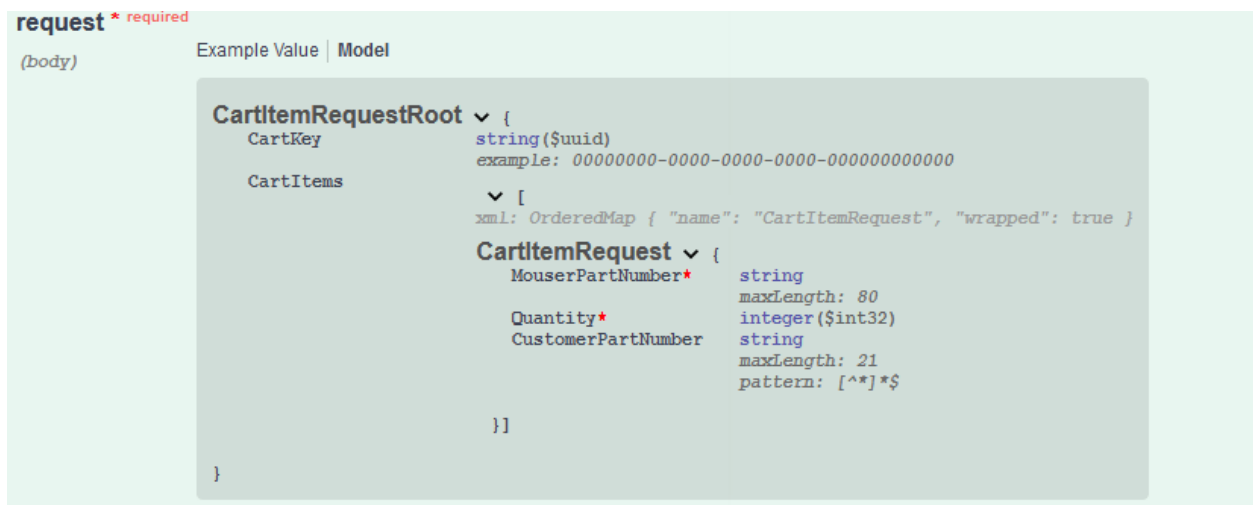 request * required
(body)
Example Value | Model
CartItemRequestRoot {
CartKey string($uuid)
example: 00000000-0000-0000-0000-000000000000
CartItems
[
xml: OrderedMap { "name": "CartItemRequest", "wrapped": true }
CartItemRequest {
MouserPartNumber* string
maxLength: 80
Quantity* integer($int32)
CustomerPartNumber string
maxLength: 21
pattern: [^*]*$
}]
}